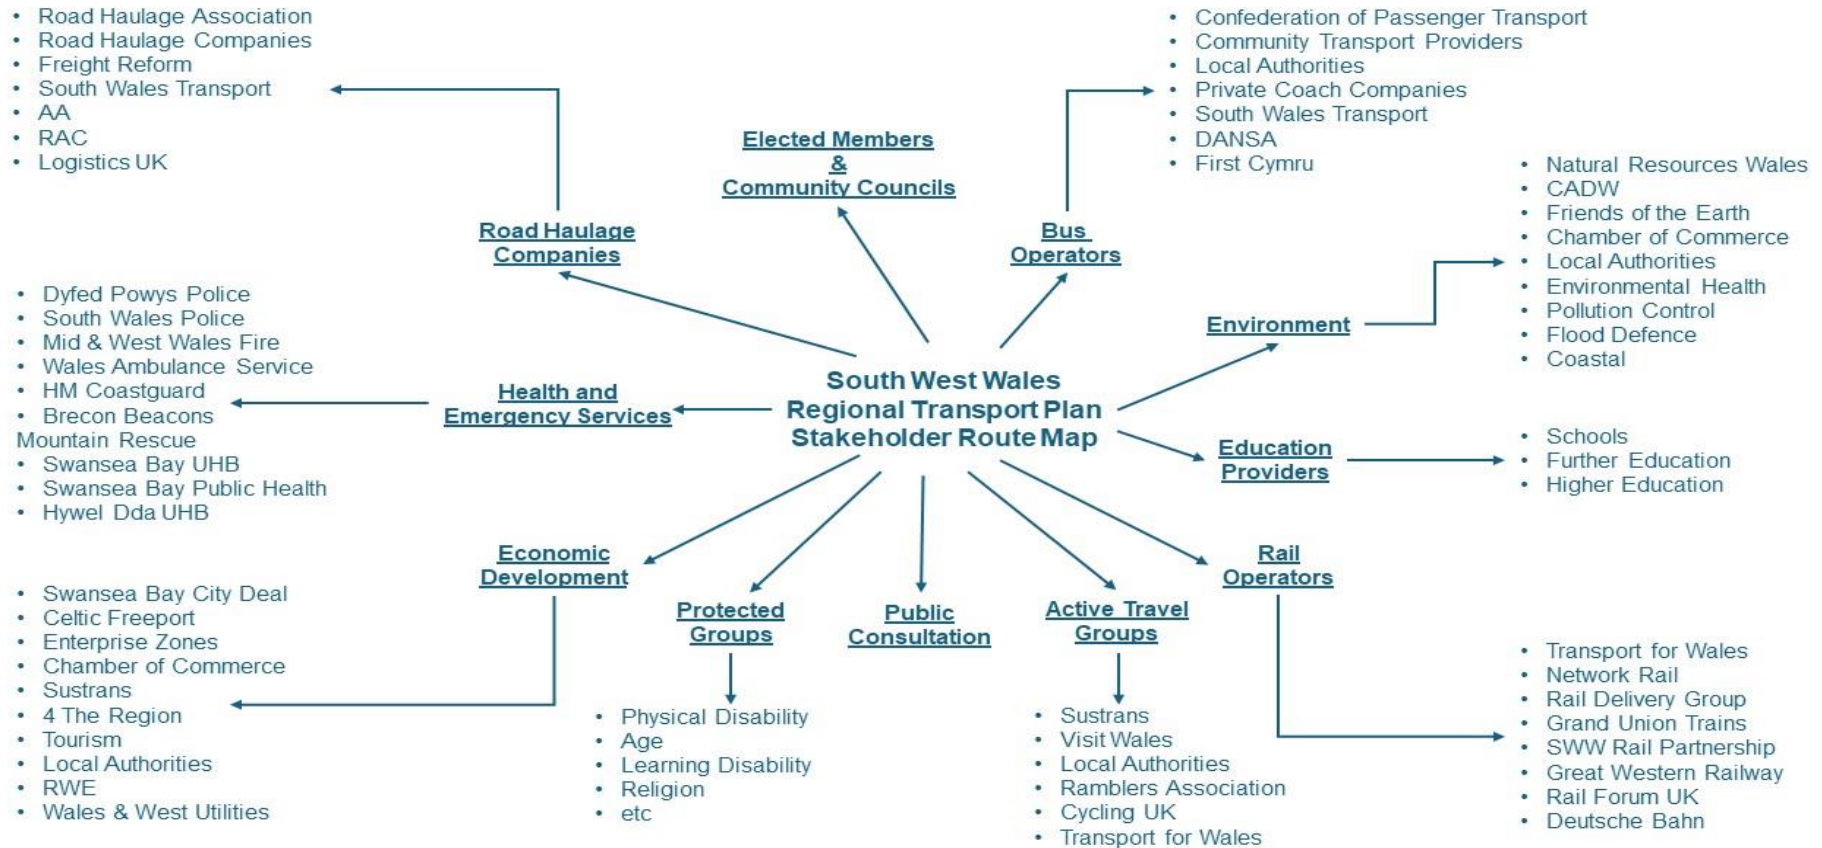 • Road Haulage Association
• Road Haulage Companies
• Freight Reform
• South Wales Transport
• AA
• RAC
• Logistics UK
Road Haulage
Companies
Elected Members
&
Community Councils
• Confederation of Passenger Transport
• Community Transport Providers
• Local Authorities
• Private Coach Companies
• South Wales Transport
• DANSA
• First Cymru
Bus
Operators
• Natural Resources Wales
• CADW
• Friends of the Earth
• Chamber of Commerce
• Local Authorities
• Environmental Health
• Pollution Control
• Flood Defence
• Coastal
Environment
• Dyfed Powys Police
• South Wales Police
• Mid & West Wales Fire
• Wales Ambulance Service
• HM Coastguard
• Brecon Beacons
Mountain Rescue
• Swansea Bay UHB
• Swansea Bay Public Health
• Hywel Dda UHB
Health and
Emergency Services
South West Wales
Regional Transport Plan
Stakeholder Route Map
Education
Providers
• Schools
• Further Education
• Higher Education
Economic
Development
• Swansea Bay City Deal
• Celtic Freeport
• Enterprise Zones
• Chamber of Commerce
• Sustrans
• 4 The Region
• Tourism
• Local Authorities
• RWE
• Wales & West Utilities
Protected
Groups
• Physical Disability
• Age
• Learning Disability
• Religion
• etc
Public
Consultation
Active Travel
Groups
• Sustrans
• Visit Wales
• Local Authorities
• Ramblers Association
• Cycling UK
• Transport for Wales
Rail
Operators
• Transport for Wales
• Network Rail
• Rail Delivery Group
• Grand Union Trains
• SWW Rail Partnership
• Great Western Railway
• Rail Forum UK
• Deutsche Bahn